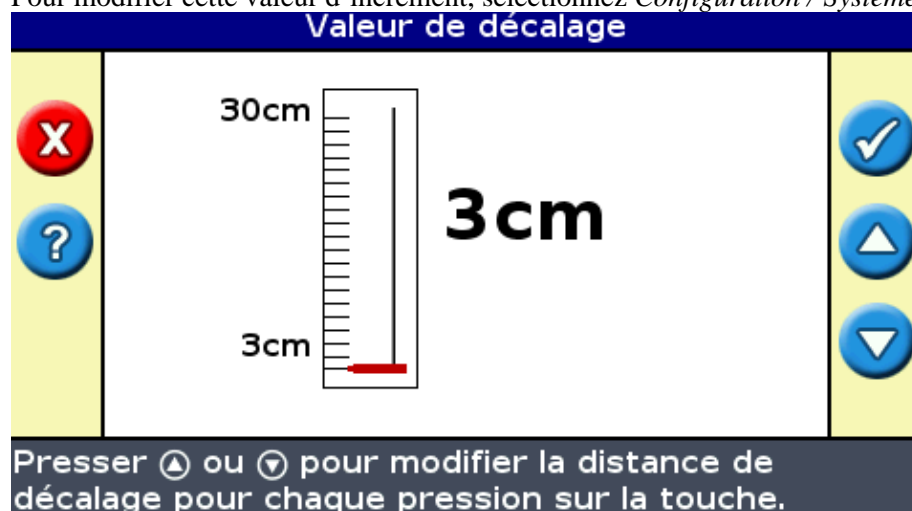 Pour modifier cette valeur d'incrément, sélectionnez Configuration / Système
Valeur de décalage
30cm
3cm
3cm
Presser ou pour modifier la distance de
décalage pour chaque pression sur la touche.